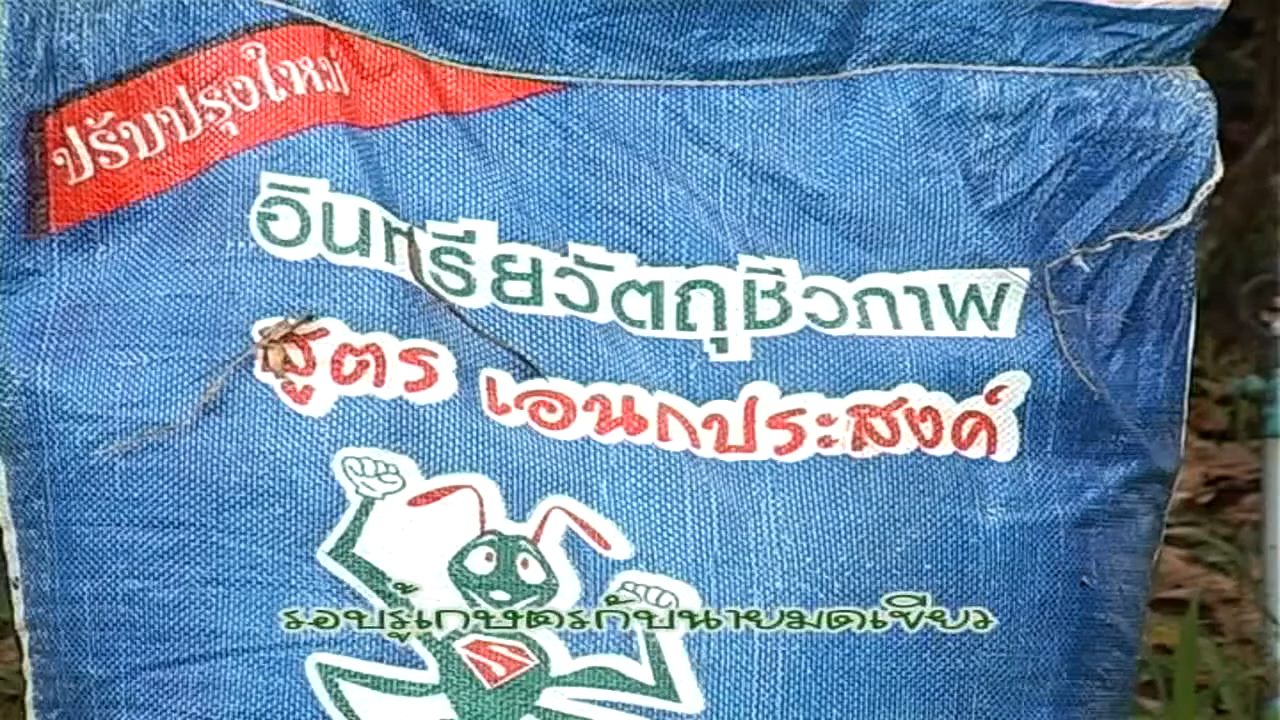 ปรับปรุงใหม่
อินทรียวัตถุชีวภาพ
สูตร เอนกประสงค์
รอบรู้เกษตรกับนายมดเขียว